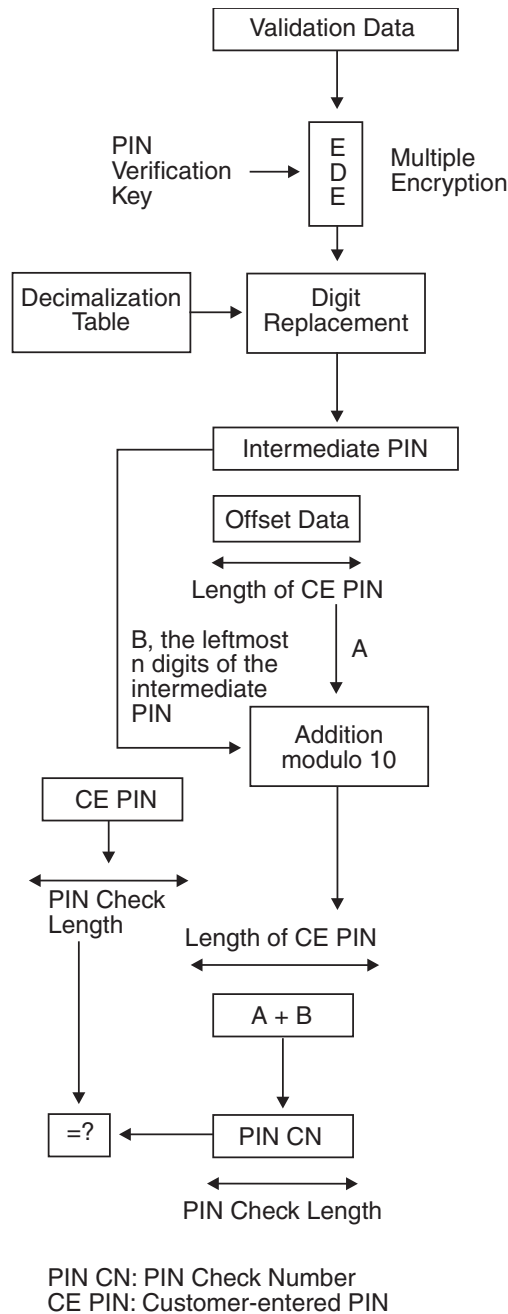 Validation Data
PIN
Verification
Key
E
D
E
Multiple
Encryption
Decimalization
Table
Digit
Replacement
Intermediate PIN
Offset Data
Length of CE PIN
B, the leftmost
n digits of the
intermediate
PIN
A
Addition
modulo 10
CE PIN
PIN Check
Length
Length of CE PIN
A + B
=?
PIN CN
PIN Check Length
PIN CN: PIN Check Number
CE PIN: Customer-entered PIN